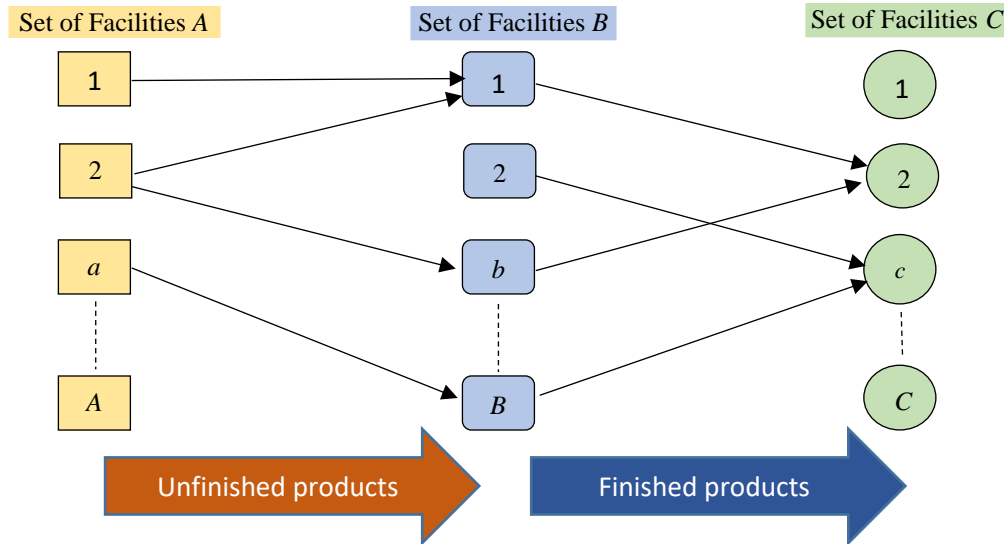 Set of Facilities A
Set of Facilities B
Set of Facilities C
1
1
1
2
2
2
a
b
c
A
B
C
Unfinished products
Finished products